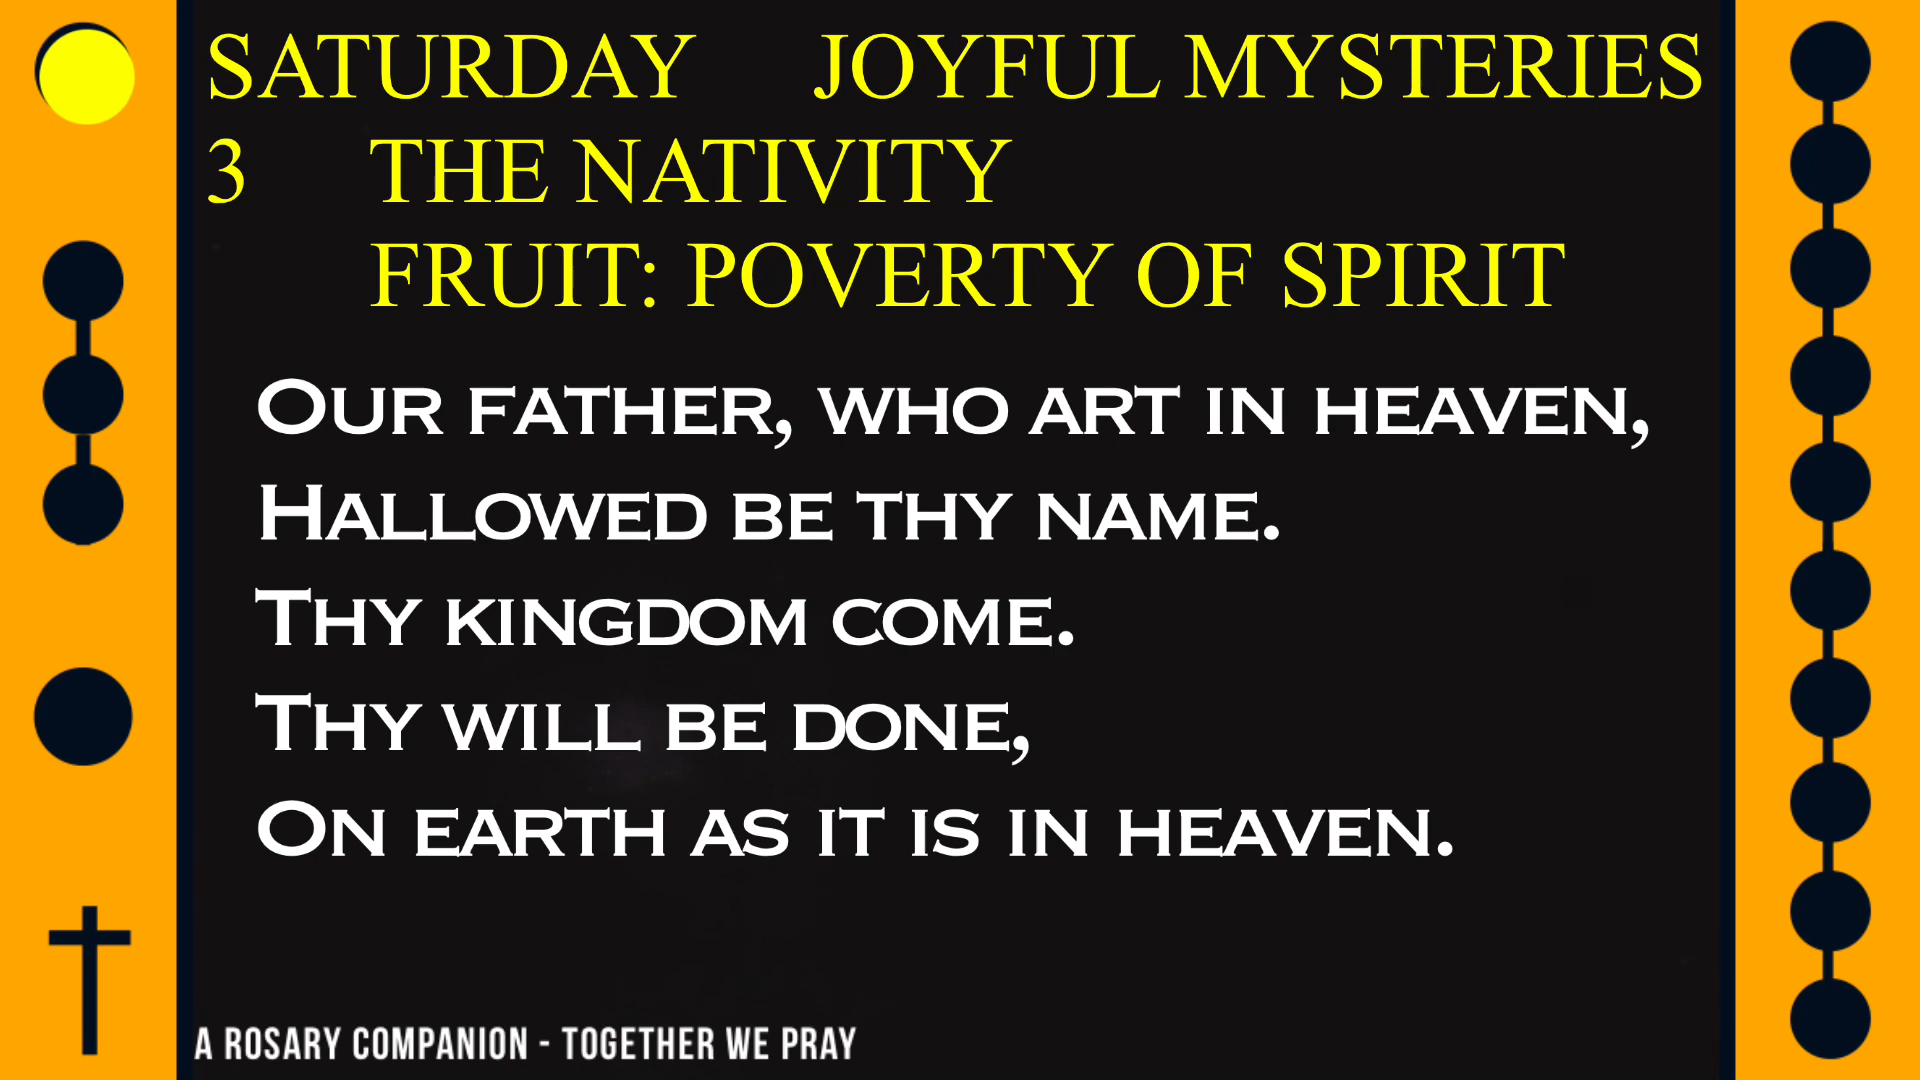 SATURDAY JOYFUL MYSTERIES
3 THE NATIVITY
FRUIT: POVERTY OF SPIRIT
OUR FATHER, WHO ART IN HEAVEN,
HALLOWED BE THY NAME.
THY KINGDOM COME.
THY WILL BE DONE,
ON EARTH AS IT IS IN HEAVEN.
A ROSARY COMPANION - TOGETHER WE PRAY